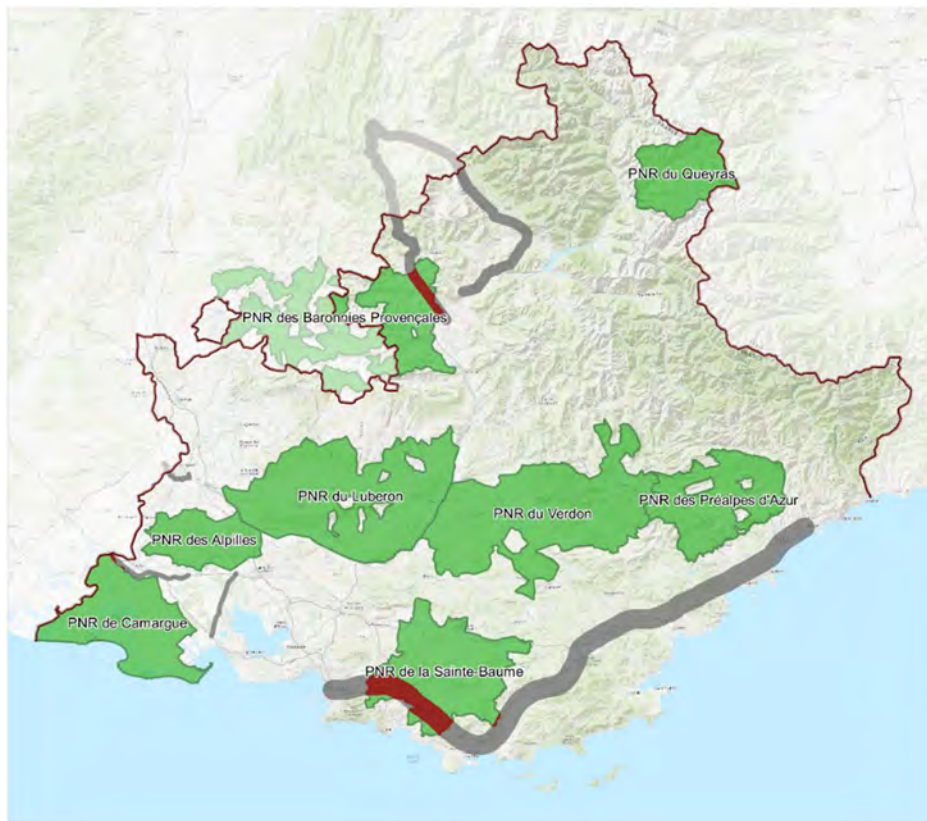 PNR du Queyras
PNR des Baronnies Provençales
PNR du Luberon
PNR des Préalpes d'Azur
PNR du Verdon
PNR des Alpilles
PNR de Camargue
PNR de la Sainte-Baume